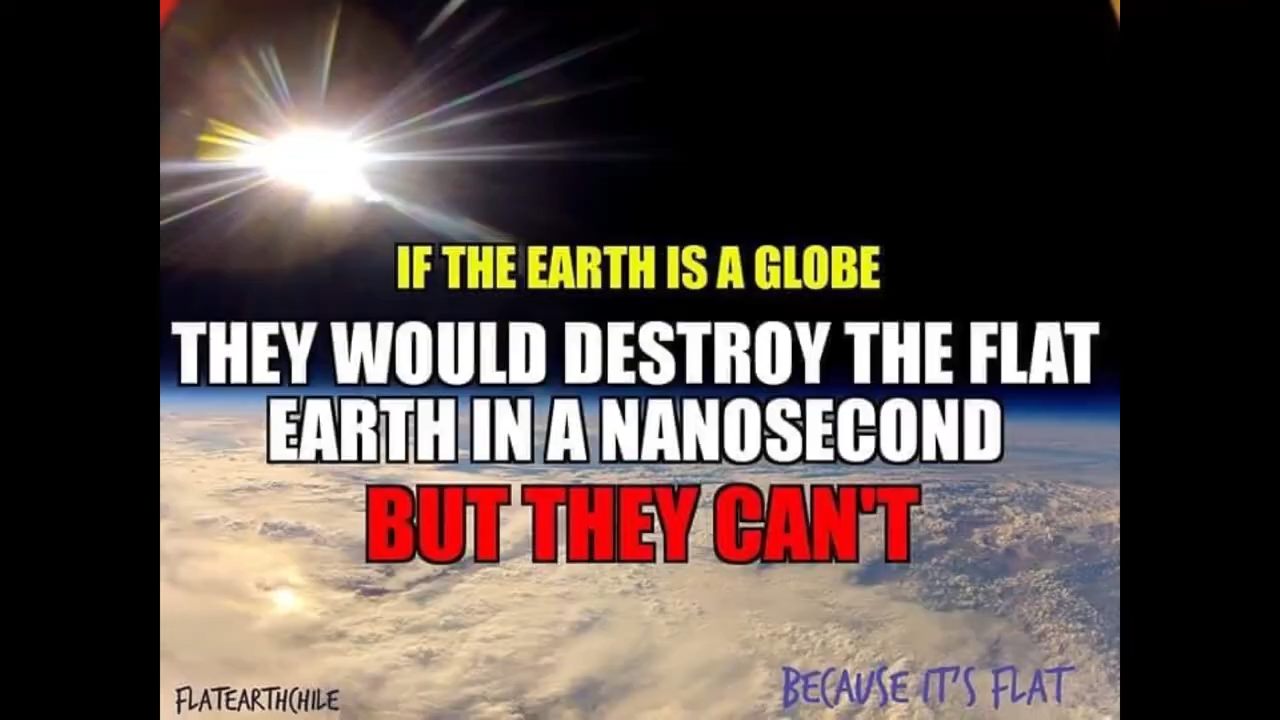 IF THE EARTH IS A GLOBE
THEY WOULD DESTROY THE FLAT
EARTH IN A NANOSECOND
BUT THEY CAN'T
BECAUSE IT'S FLAT
FLATEARTHCHILE